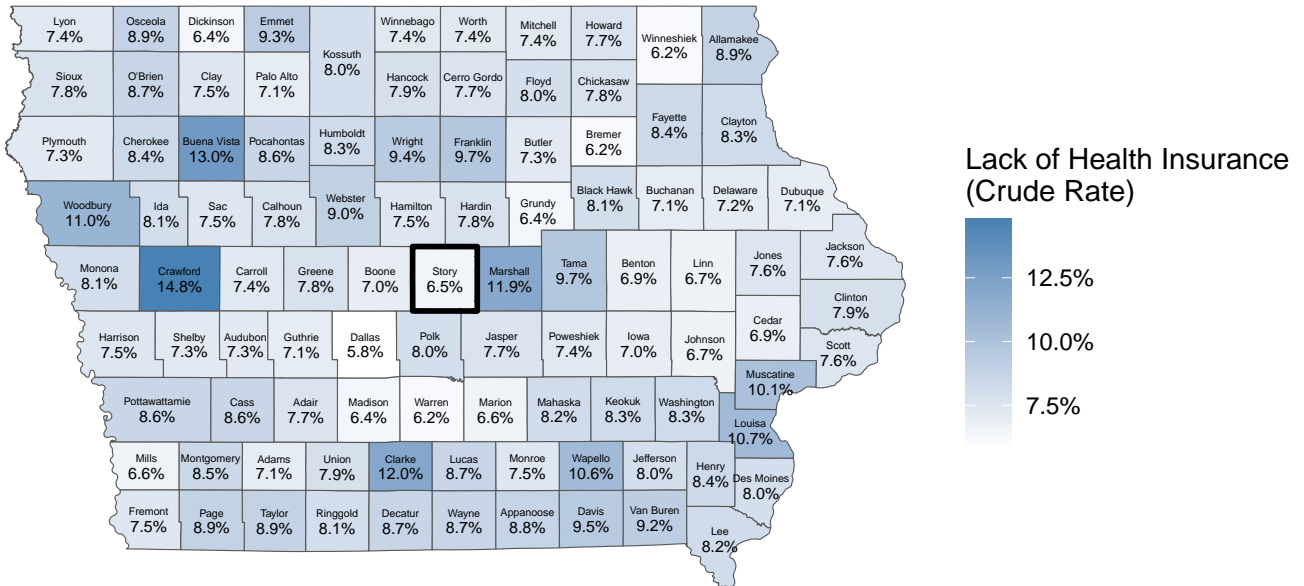 Lyon
7.4%
Osceola
8.9%
Dickinson
6.4%
Emmet
9.3%
Kossuth
8.0%
Winnebago
7.4%
Worth
7.4%
Mitchell
7.4%
Howard
7.7%
Winneshiek
6.2%
Allamakee
8.9%
Sioux
7.8%
O'Brien
8.7%
Clay
7.5%
Palo Alto
7.1%
Hancock
7.9%
Cerro Gordo
7.7%
Floyd
8.0%
Chickasaw
7.8%
Fayette
8.4%
Clayton
8.3%
Plymouth
7.3%
Cherokee
8.4%
Buena Vista
13.0%
Pocahontas
8.6%
Humboldt
8.3%
Wright
9.4%
Franklin
9.7%
Butler
7.3%
Bremer
6.2%
Woodbury
11.0%
Ida
8.1%
Sac
7.5%
Calhoun
7.8%
Webster
9.0%
Hamilton
7.5%
Hardin
7.8%
Grundy
6.4%
Black Hawk
8.1%
Buchanan
7.1%
Delaware
7.2%
Dubuque
7.1%
Monona
8.1%
Crawford
14.8%
Carroll
7.4%
Greene
7.8%
Boone
7.0%
Story
6.5%
Marshall
11.9%
Tama
9.7%
Benton
6.9%
Linn
6.7%
Jones
7.6%
Jackson
7.6%
Clinton
7.9%
Harrison
7.5%
Shelby
7.3%
Audubon
7.3%
Guthrie
7.1%
Dallas
5.8%
Polk
8.0%
Jasper
7.7%
Poweshiek
7.4%
Iowa
7.0%
Johnson
6.7%
Cedar
6.9%
Scott
7.6%
Muscatine
10.1%
Pottawattamie
8.6%
Cass
8.6%
Adair
7.7%
Madison
6.4%
Warren
6.2%
Marion
6.6%
Mahaska
8.2%
Keokuk
8.3%
Washington
8.3%
Louisa
10.7%
Mills
6.6%
Montgomery
8.5%
Adams
7.1%
Union
7.9%
Clarke
12.0%
Lucas
8.7%
Monroe
7.5%
Wapello
10.6%
Jefferson
8.0%
Henry
8.4%
Des Moines
8.0%
Fremont
7.5%
Page
8.9%
Taylor
8.9%
Ringgold
8.1%
Decatur
8.7%
Wayne
8.7%
Appanoose
8.8%
Davis
9.5%
Van Buren
9.2%
Lee
8.2%
Lack of Health Insurance
(Crude Rate)
12.5%
10.0%
7.5%